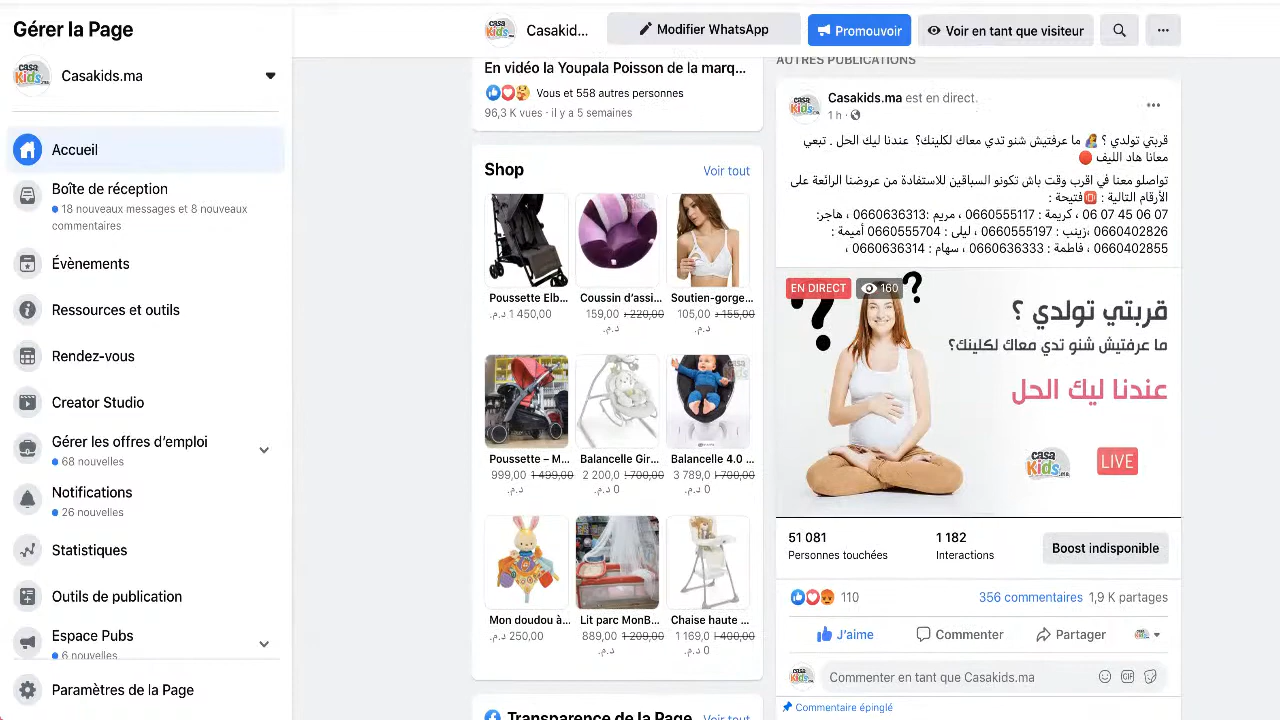 Gérer la Page
Casakids.ma
Accueil
Boîte de réception
18 nouveaux messages et 8 nouveaux
commentaires
Évènements
Ressources et outils
Rendez-vous
Creator Studio
Gérer les offres d’emploi
68 nouvelles
Notifications
26 nouvelles
Statistiques
Outils de publication
Espace Pubs
6 nouvelles
Paramètres de la Page
Casakid...
Modifier WhatsApp
Promouvoir
Voir en tant que visiteur
En vidéo la Youpala Poisson de la marq...
Vous et 558 autres personnes
96,3 K vues · il y a 5 semaines
Shop
Voir tout
Poussette Elb... Coussin d’assi... Soutien-gorge...
د.م. 1 450,00 159,00 220,00 105,00 155,00
د.م. د.م.
Poussette – M... Balancelle Gir... Balancelle 4.0 ...
999,00 1 499,00 2 200,0 1 700,00 3 789,0 1 700,00
د.م. د.م. 0 د.م. 0
Mon doudou à... Lit parc MonB... Chaise haute ...
د.م. 250,00 889,00 1 209,00 1 169,0 1 400,00
د.م. د.م. 0
Transparence de la Page
Voir tout
AUTRES PUBLICATIONS
Casakids.ma est en direct.
1 h ·
قربتي تولدي ؟ 🤱 ما عرفتيش شنو تدي معاك لكلينك؟ عندنا ليك الحل . تبعي
معانا هاد الليف 🔴
تواصلو معنا في اقرب وقت باش تكونو السباقين للاستفادة من عروضنا الرائعة على
الأرقام التالية : فتيحة :
06 07 45 06 07 ، كريمة : 0660555117 ، مريم :0660636313 ، هاجر:
0660402826 ،زينب : 0660555197 ، ليلى : 0660555704 أميمة :
0660402855 ، فاطمة : 0660636333 ، سهام : 0660636314 ،
EN DIRECT
160
? ?
قربتي تولدي ؟
ما عرفتيش شنو تدي معاك لكلينك؟
عندنا ليك الحل
casa Kids.ma
LIVE
51 081
Personnes touchées
1 182
Interactions
Boost indisponible
110
356 commentaires 1,9 K partages
J’aime
Commenter
Partager
Commenter en tant que Casakids.ma
GIF
Commentaire épinglé